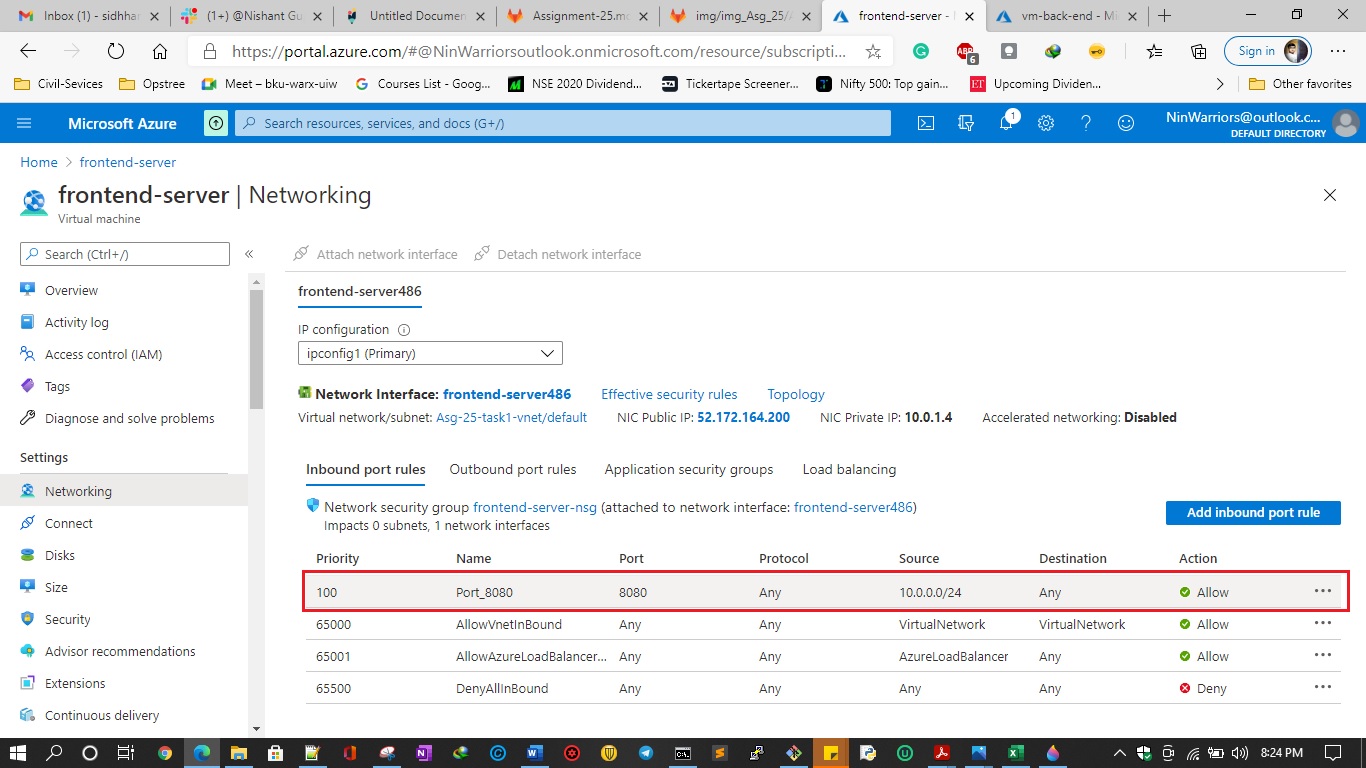 Inbox (1) - sidhha
(1+) @Nishant Gu
Untitled Documen
Assignment-25.mo
img/img_Asg_25/A
frontend-server - 
vm-back-end - Mi
https://portal.azure.com/#@NinWarriorsoutlook.onmicrosoft.com/resource/subscripti...
ABP
6
Sign in
Civil-Sevices
Opstree
Meet – bku-warx-uiw
Courses List - Goog...
NSE 2020 Dividend...
Tickertape Screener...
Nifty 500: Top gain...
ET
Upcoming Dividen...
Other favorites
Microsoft Azure
Search resources, services, and docs (G+/)
1
NinWarriors@outlook.c...
DEFAULT DIRECTORY
Home > frontend-server
frontend-server | Networking
Virtual machine
Search (Ctrl+/)
«
Attach network interface
Detach network interface
Overview
Activity log
Access control (IAM)
Tags
Diagnose and solve problems
Settings
Networking
Connect
Disks
Size
Security
Advisor recommendations
Extensions
Continuous delivery
frontend-server486
IP configuration
ipconfig1 (Primary)
Network Interface: frontend-server486 Effective security rules Topology
Virtual network/subnet: Asg-25-task1-vnet/default NIC Public IP: 52.172.164.200 NIC Private IP: 10.0.1.4 Accelerated networking: Disabled
Inbound port rules Outbound port rules Application security groups Load balancing
Network security group frontend-server-nsg (attached to network interface: frontend-server486)
Impacts 0 subnets, 1 network interfaces
Add inbound port rule
Priority Name Port Protocol Source Destination Action
100 Port_8080 8080 Any 10.0.0.0/24 Any Allow ...
65000 AllowVnetInBound Any Any VirtualNetwork VirtualNetwork Allow ...
65001 AllowAzureLoadBalancer... Any Any AzureLoadBalancer Any Allow ...
65500 DenyAllInBound Any Any Any Any Deny ...
8:24 PM